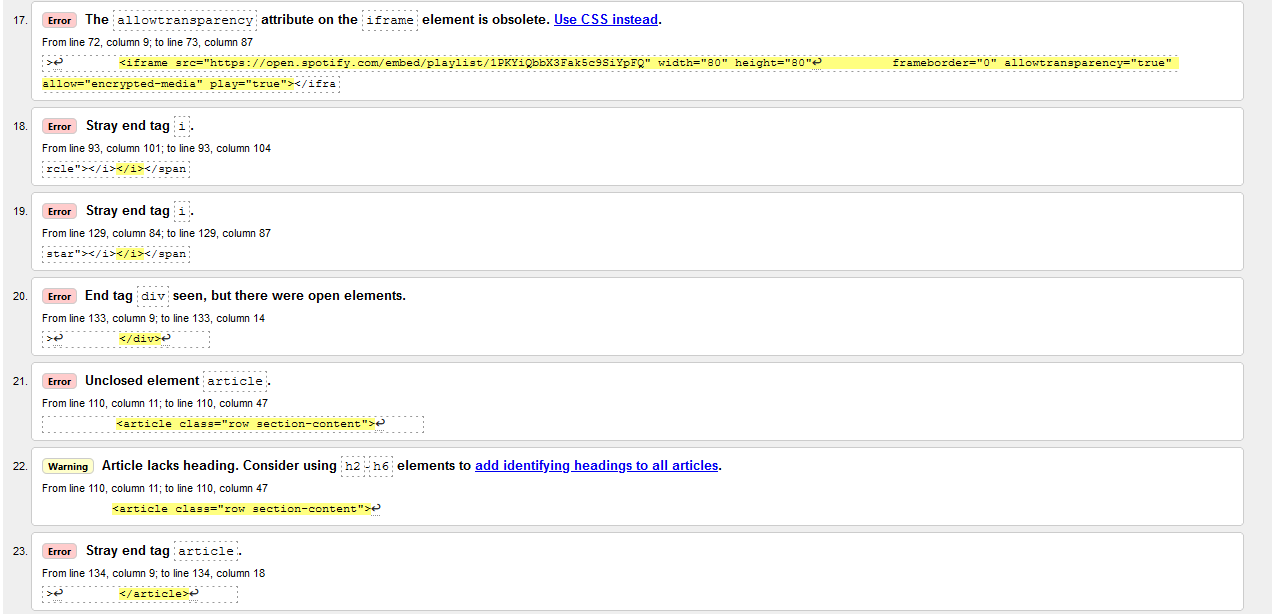 17. Error The allowtransparency attribute on the iframe element is obsolete. Use CSS instead.
From line 72, column 9; to line 73, column 87
>↩ <iframe src="https://open.spotify.com/embed/playlist/1PKYiQbbX3Fak5c9SiYpFQ" width="80" height="80"↩ frameborder="0" allowtransparency="true"
allow="encrypted-media" play="true"></ifra
18. Error Stray end tag i.
From line 93, column 101; to line 93, column 104
rcle"></i></i></span
19. Error Stray end tag i.
From line 129, column 84; to line 129, column 87
star"></i></i></span
20. Error End tag div seen, but there were open elements.
From line 133, column 9; to line 133, column 14
>↩ </div>↩
21. Error Unclosed element article.
From line 110, column 11; to line 110, column 47
<article class="row section-content">↩
22. Warning Article lacks heading. Consider using h2-h6 elements to add identifying headings to all articles.
From line 110, column 11; to line 110, column 47
<article class="row section-content">↩
23. Error Stray end tag article.
From line 134, column 9; to line 134, column 18
>↩ </article>↩